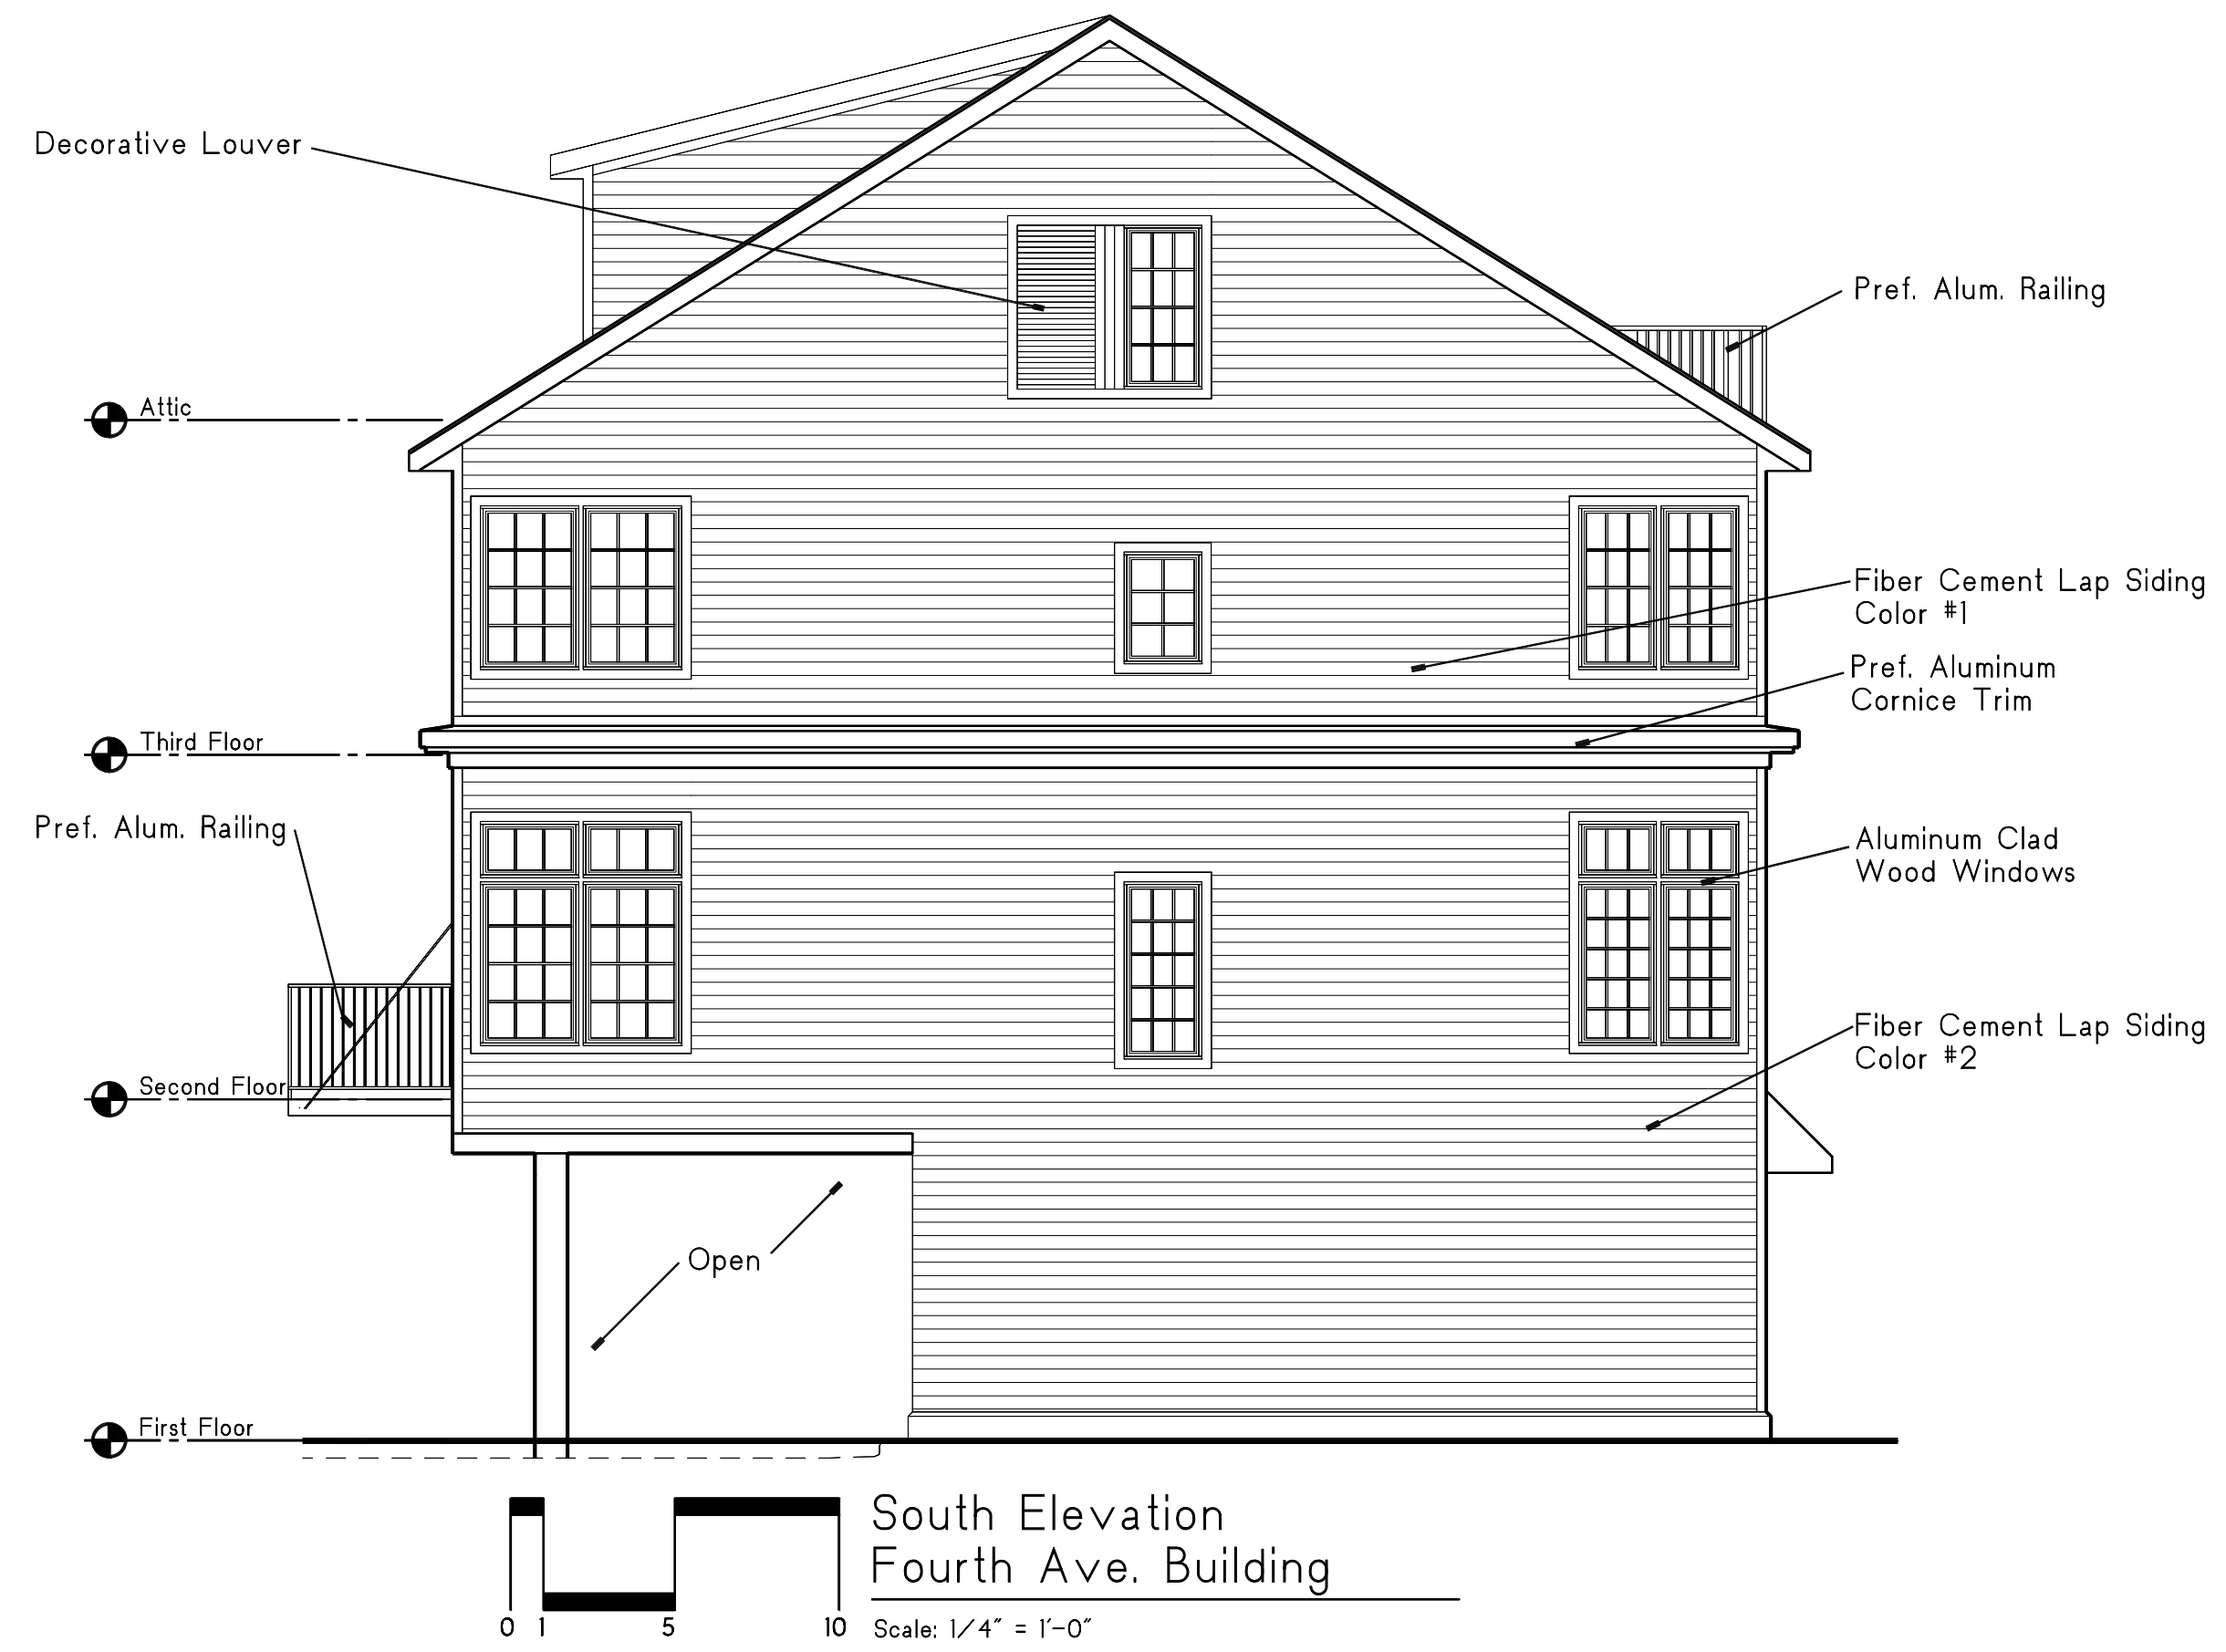 Decorative Louver
Pref. Alum. Railing
Attic
Fiber Cement Lap Siding
Color #1
Pref. Aluminum
Cornice Trim
Third Floor
Pref. Alum. Railing
Aluminum Clad
Wood Windows
Fiber Cement Lap Siding
Color #2
Second Floor
Open
First Floor
South Elevation
Fourth Ave. Building
0 1 5 10
Scale: 1/4" = 1'-0"